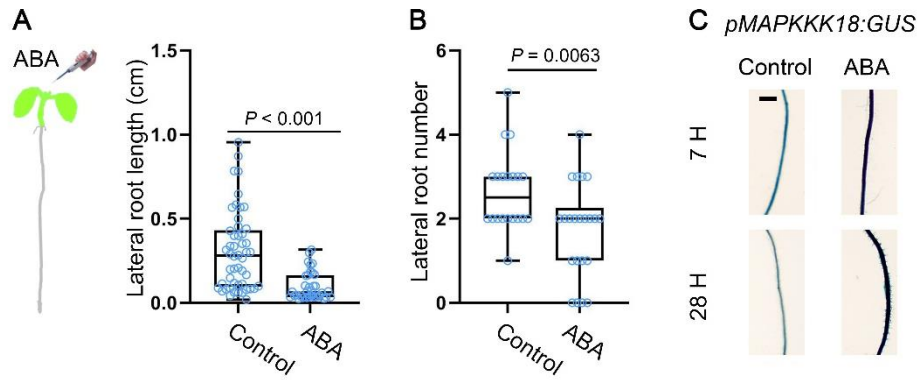 A
ABA
Lateral root length (cm)
1.5
1.0
0.5
0.0
P < 0.001
Control
ABA
B
Lateral root number
6
4
2
0
P = 0.0063
Control
ABA
C
pMAPKKK18:GUS
Control ABA
7 H
28 H